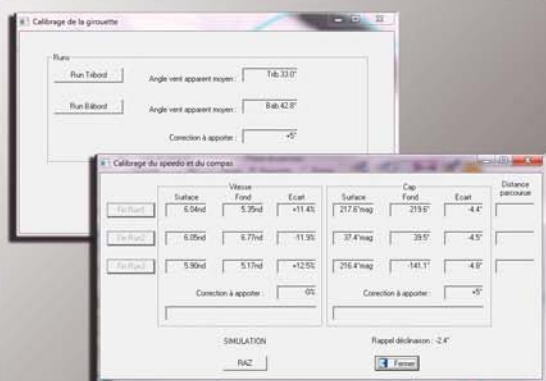 Calibrage de la girouette
Runs
Run Tribord
Angle vent apparent moyen :
Trib 33.0°
Run Bâbord
Angle vent apparent moyen :
Bab 42.8°
Correction à apporter :
+5°
Calibrage du speedo et du compas
Vitesse
Cap
Distance parcourue
Surface Fond Ecart
Surface Fond Ecart
Fin Run1 6.04nd 5.35nd +11.4% 217.6°mag 219.6° -4.4°
Fin Run2 6.05nd 6.77nd -11.9% 37.4°mag 39.5° -4.5°
Fin Run3 5.90nd 5.17nd +12.5% 216.4°mag -141.1° -4.8°
Correction à apporter : -0%
Correction à apporter : +5°
SIMULATION
Rappel déclinaison : -2.4°
RAZ
Fermer